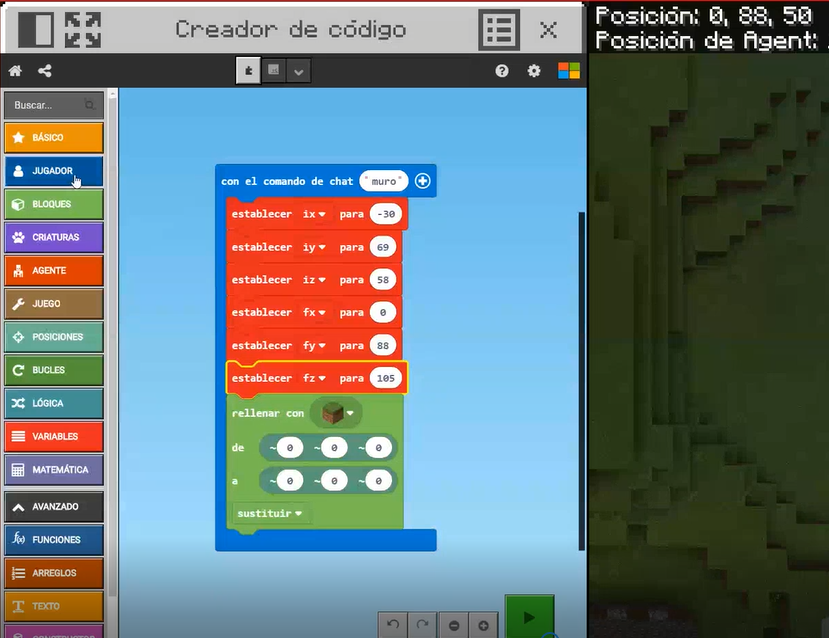 Creador de código
Posición: 0, 88, 50
Posición de Agent:
Buscar...
BÁSICO
JUGADOR
BLOQUES
CRIATURAS
AGENTE
JUEGO
POSICIONES
BUCLES
LÓGICA
VARIABLES
MATEMÁTICA
AVANZADO
FUNCIONES
ARREGLOS
TEXTO
con el comando de chat "muro"
establecer ix para -30
establecer iy para 69
establecer iz para 58
establecer fx para 0
establecer fy para 88
establecer fz para 105
rellenar con
de ~0 ~0 ~0
a ~0 ~0 ~0
sustituir